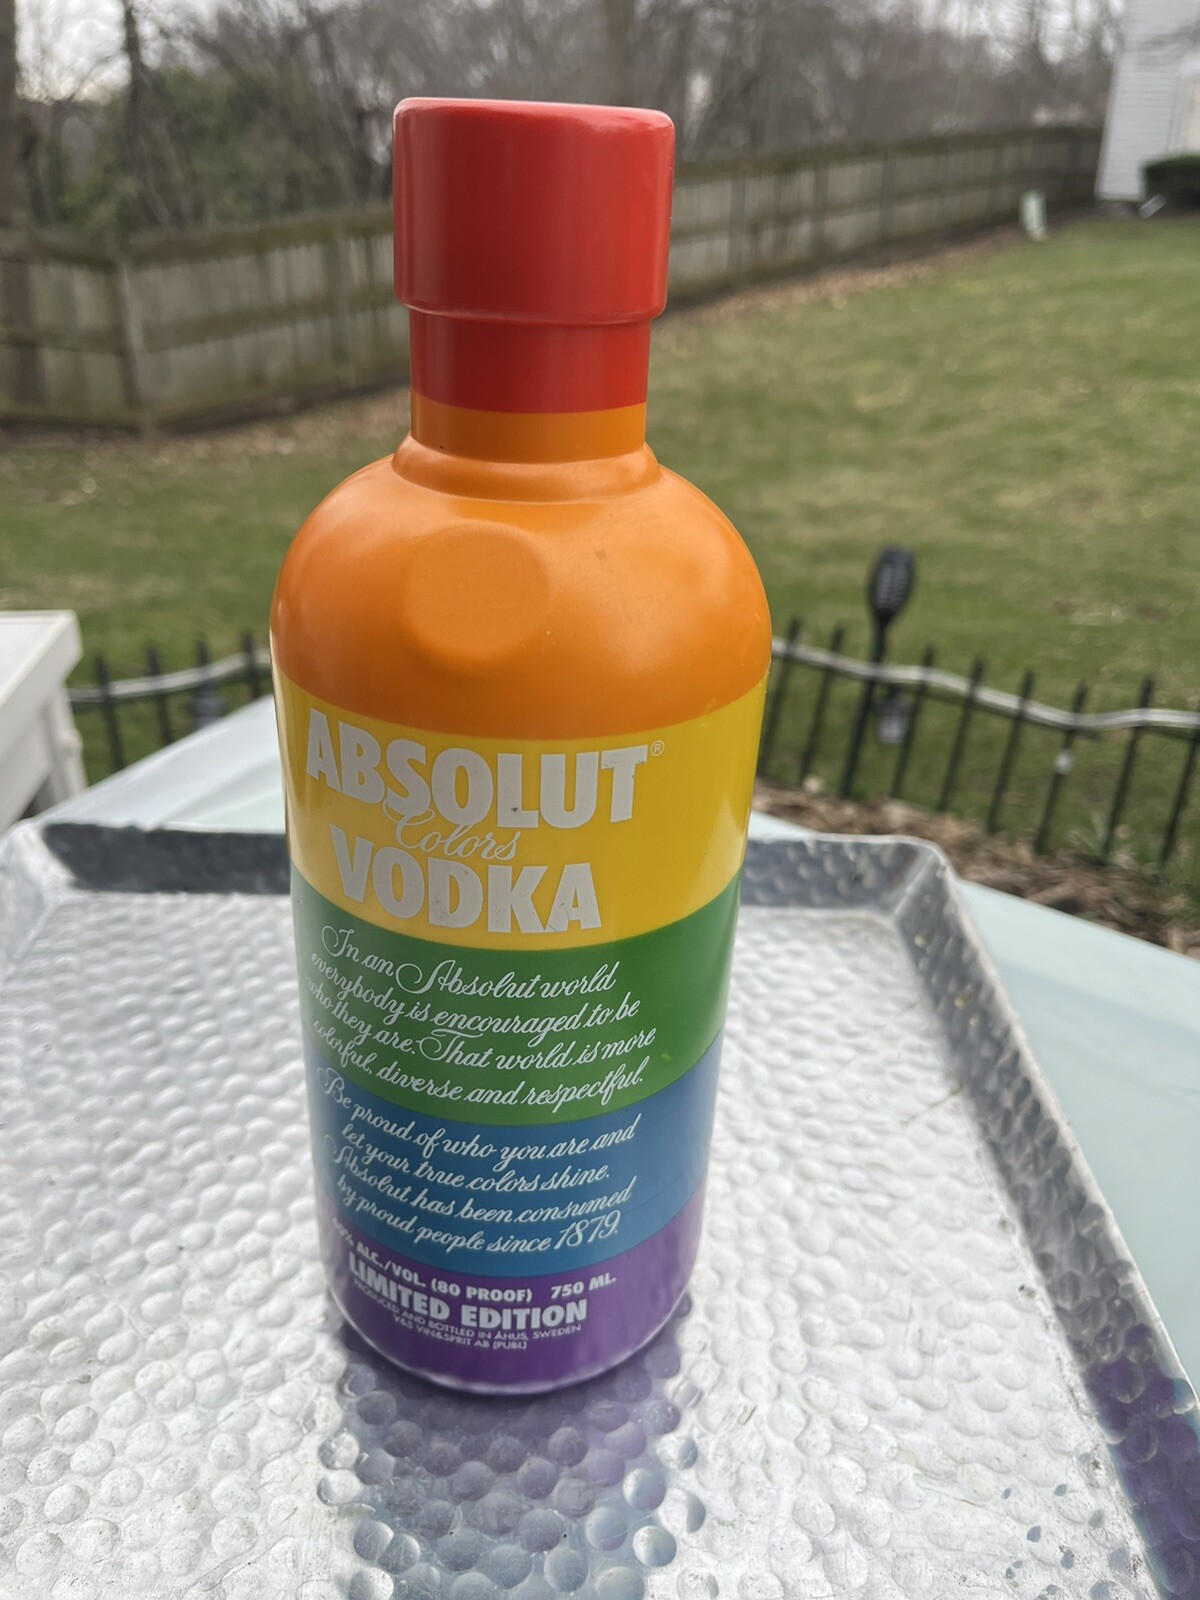 ABSOLUT®
Colors
VODKA
In an Absolut world
everybody is encouraged to be
who they are. That world is more
colorful, diverse and respectful.
Be proud of who you are and
let your true colors shine.
Absolut has been consumed
by proud people since 1879.
40% ALC./VOL. (80 PROOF) 750 ML.
LIMITED EDITION
PRODUCED AND BOTTLED IN ÅHUS, SWEDEN
V&S VIN&SPRIT AB (PUBL)